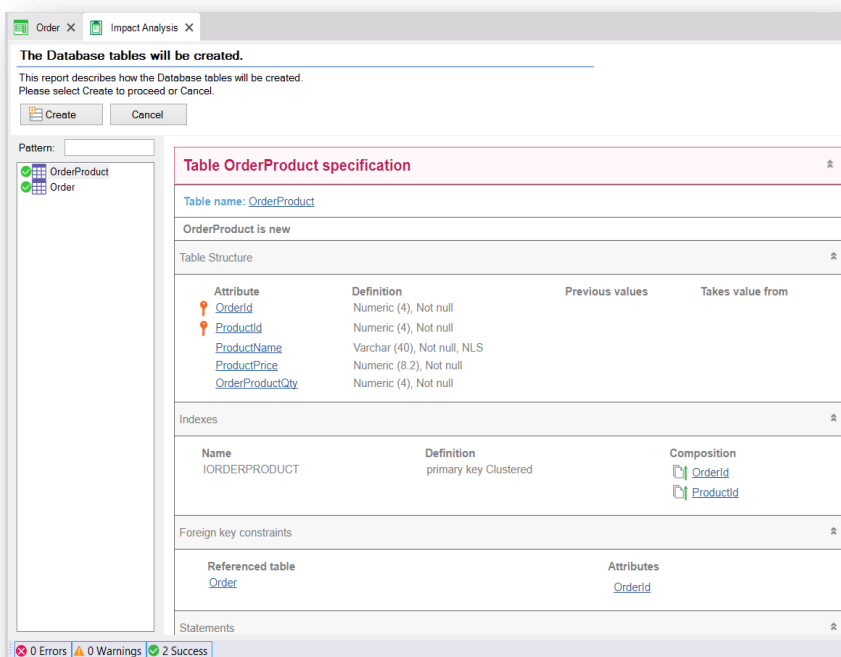 Order Impact Analysis
The Database tables will be created.
This report describes how the Database tables will be created.
Please select Create to proceed or Cancel.
Create Cancel
Pattern:
OrderProduct
Order
Table OrderProduct specification
Table name: OrderProduct
OrderProduct is new
Table Structure
Attribute Definition Previous values Takes value from
OrderId Numeric (4), Not null
ProductId Numeric (4), Not null
ProductName Varchar (40), Not null, NLS
ProductPrice Numeric (8.2), Not null
OrderProductQty Numeric (4), Not null
Indexes
Name Definition Composition
IORDERPRODUCT primary key Clustered OrderId
ProductId
Foreign key constraints
Referenced table Attributes
Order OrderId
Statements
0 Errors 0 Warnings 2 Success